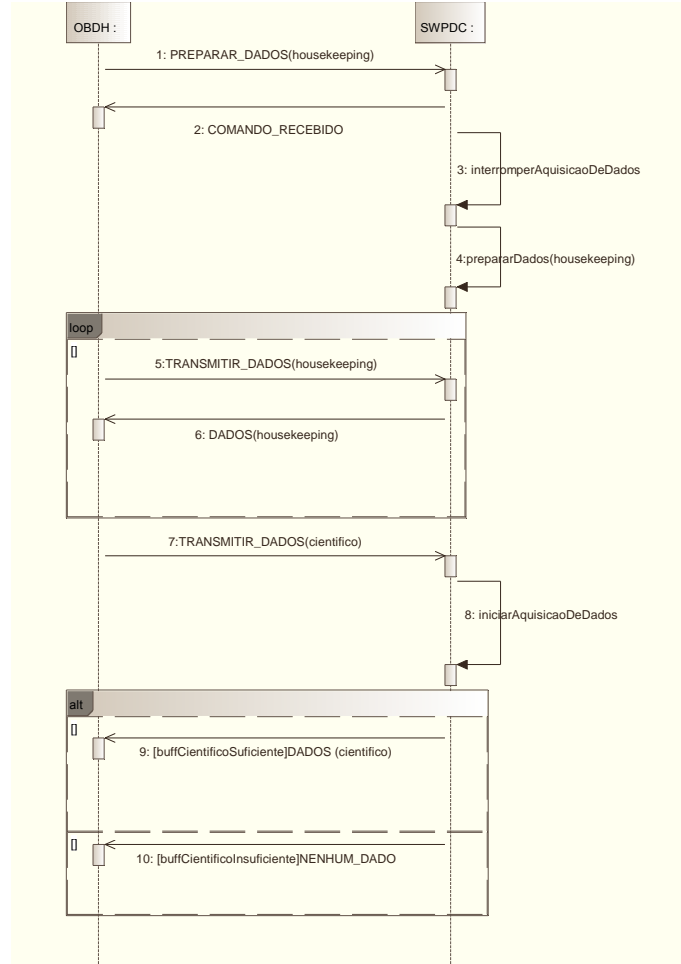 OBDH :
SWPDC :
1: PREPARAR_DADOS(housekeeping)
2: COMANDO_RECEBIDO
3: interromperAquisicaoDeDados
4:prepararDados(housekeeping)
loop
[]
5:TRANSMITIR_DADOS(housekeeping)
6: DADOS(housekeeping)
7:TRANSMITIR_DADOS(cientifico)
8: iniciarAquisicaoDeDados
alt
[]
9: [buffCientificoSuficiente]DADOS (cientifico)
[]
10: [buffCientificoInsuficiente]NENHUM_DADO